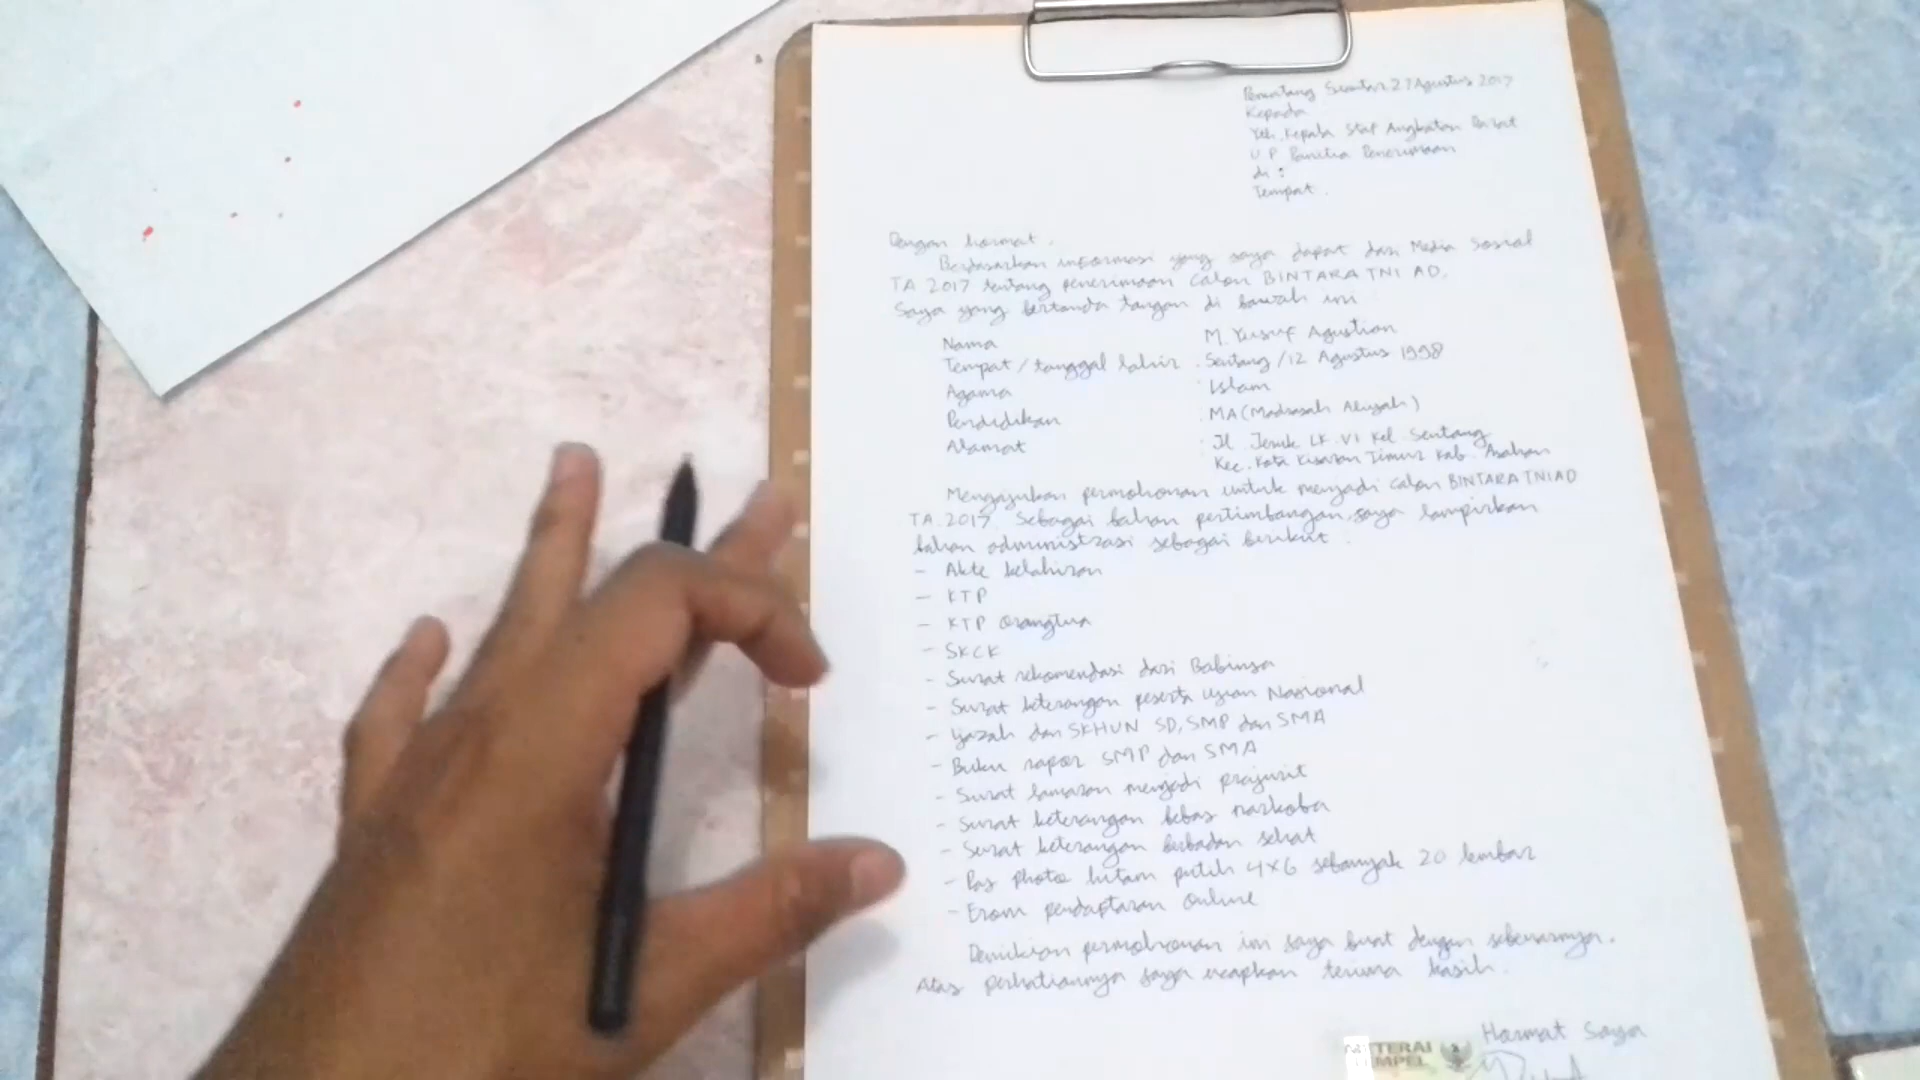 Pematang Siantar, 27 Agustus 2017
Kepada
Yth. Kepala Staf Angkatan Darat
U.P Panitia Penerimaan
di :
Tempat.
Dengan hormat,
Berdasarkan informasi yang saya dapat dari Media Sosial
TA 2017 tentang penerimaan Calon BINTARA TNI AD.
Saya yang bertanda tangan di bawah ini
Nama M. Yusuf Agustian
Tempat / tanggal lahir : Sentang / 12 Agustus 1998
Agama : Islam
Pendidikan : MA (Madrasah Aliyah)
Alamat : Jl. Jeruk LK. VI Kel. Sentang
Kec. Kota Kisaran Timur Kab. Asahan
Mengajukan permohonan untuk menjadi Calon BINTARA TNI AD
TA. 2017. Sebagai bahan pertimbangan, saya lampirkan
bahan administrasi sebagai berikut.
- Akte kelahiran
- KTP
- KTP Orangtua
- SKCK
- Surat rekomendasi dari Babinsa
- Surat keterangan peserta Ujian Nasional
- Ijazah dan SKHUN SD, SMP dan SMA
- Buku rapor SMP dan SMA
- Surat lamaran menjadi prajurit
- Surat keterangan bebas narkoba
- Surat keterangan berbadan sehat
- Pas photo hitam putih 4x6 sebanyak 20 lembar
- pendaftaran Online
Demikian permohonan ini saya buat dengan sebenarnya.
Atas perhatiannya saya ucapkan terima kasih.
Hormat Saya
METERAI
TEMPEL